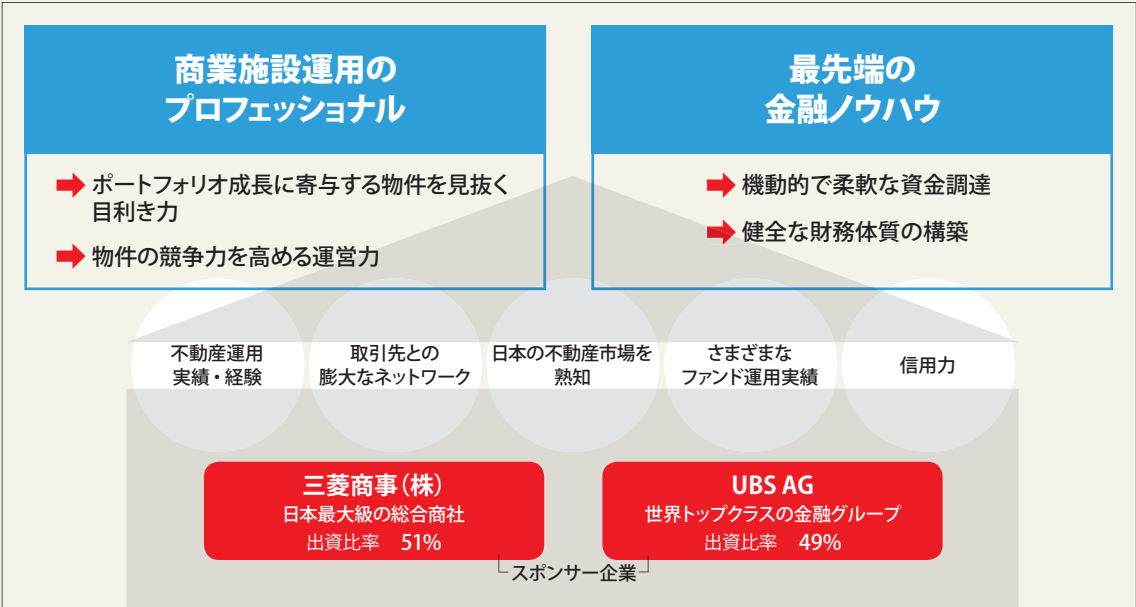 商業施設運用の
プロフェッショナル
ポートフォリオ成長に寄与する物件を見抜く
目利き力
物件の競争力を高める運営力
最先端の
金融ノウハウ
機動的で柔軟な資金調達
健全な財務体質の構築
不動産運用
実績・経験
取引先との
膨大なネットワーク
日本の不動産市場を
熟知
さまざまな
ファンド運用実績
信用力
三菱商事(株)
日本最大級の総合商社
出資比率 51%
UBS AG
世界トップクラスの金融グループ
出資比率 49%
スポンサー企業